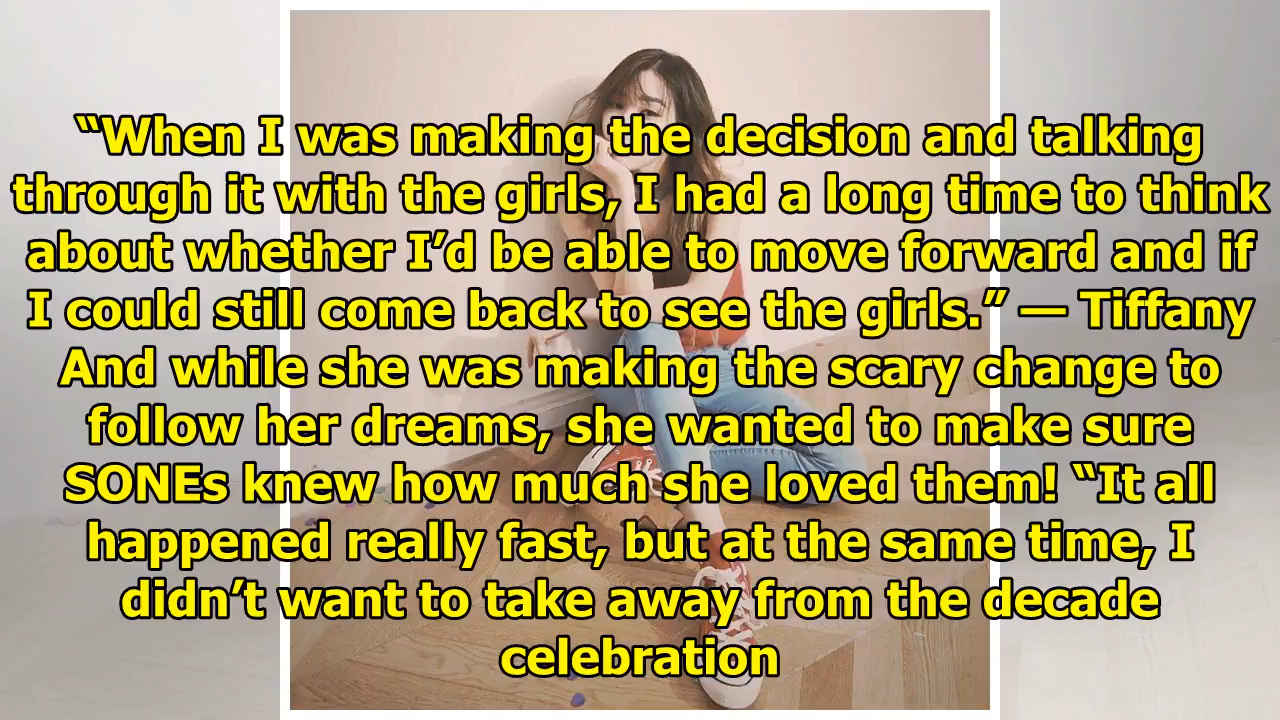 “When I was making the decision and talking
through it with the girls, I had a long time to think
about whether I’d be able to move forward and if
I could still come back to see the girls.” — Tiffany
And while she was making the scary change to
follow her dreams, she wanted to make sure
SONEs knew how much she loved them! “It all
happened really fast, but at the same time, I
didn’t want to take away from the decade
celebration